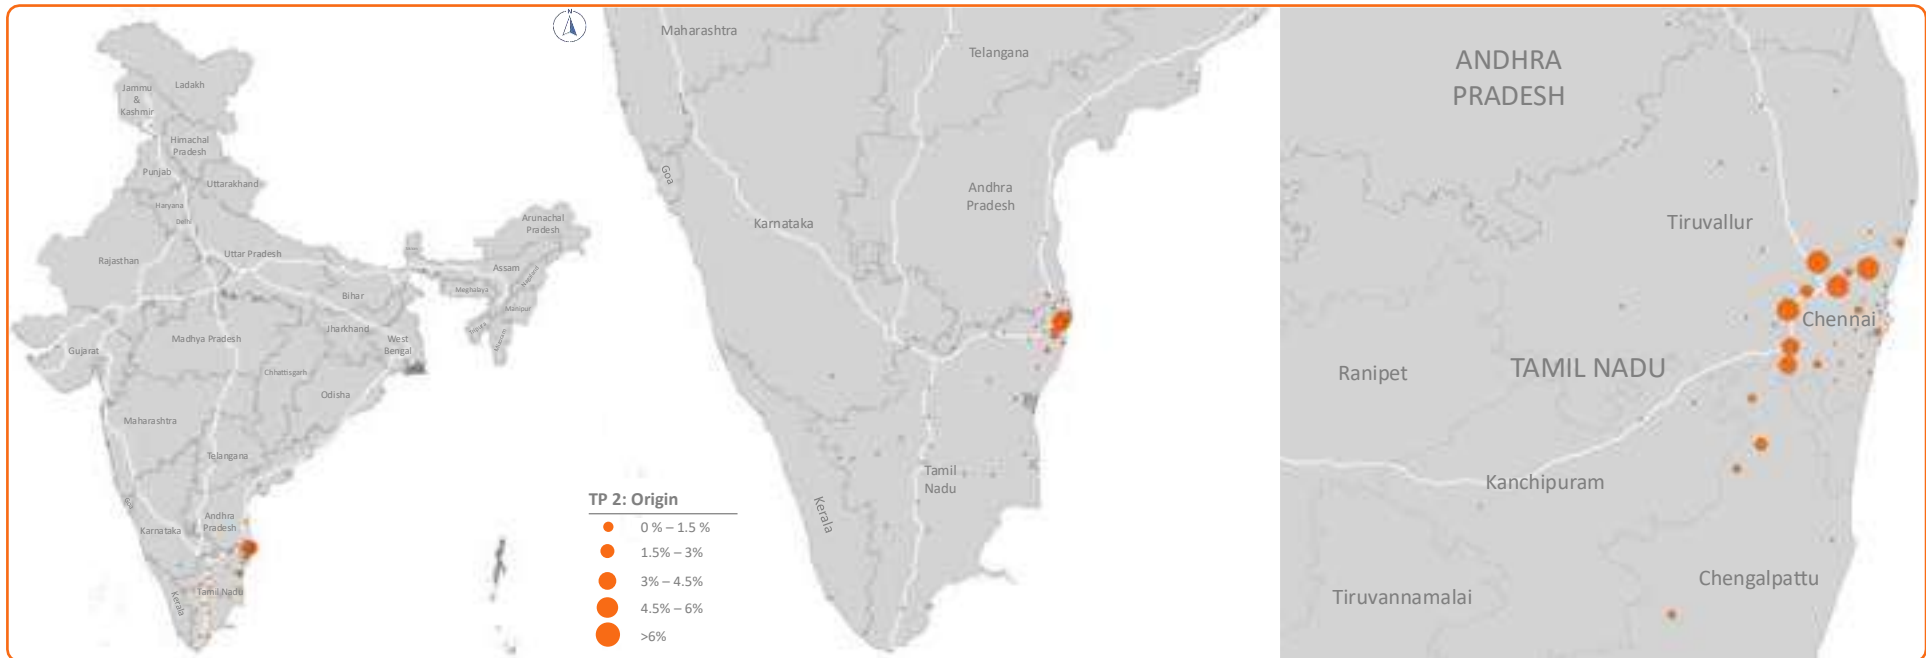 N
Ladakh
Jammu
&
Kashmir
Himachal
Pradesh
Punjab
Uttarakhand
Haryana
Delhi
Arunachal
Pradesh
Rajasthan
Uttar Pradesh
Assam
Nagaland
Meghalaya
Bihar
Manipur
Tripura
Mizoram
Jharkhand
Madhya Pradesh
West
Bengal
Gujarat
Chhattisgarh
Odisha
Maharashtra
Telangana
Goa
Andhra
Pradesh
Karnataka
Tamil Nadu
Kerala
Maharashtra
Telangana
Goa
Andhra
Pradesh
Karnataka
Tamil
Nadu
Kerala
TP 2: Origin
0 % – 1.5 %
1.5% – 3%
3% – 4.5%
4.5% – 6%
>6%
ANDHRA
PRADESH
Tiruvallur
Chennai
Ranipet
TAMIL NADU
Kanchipuram
Chengalpattu
Tiruvannamalai